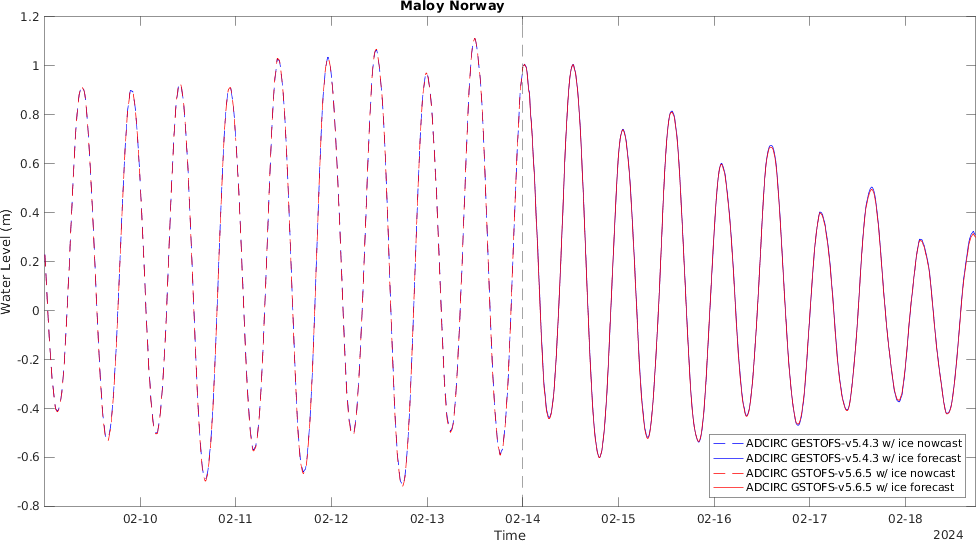 Maloy Norway
1.2
1
0.8
0.6
0.4
0.2
0
-0.2
-0.4
-0.6
-0.8
Water Level (m)
02-10 02-11 02-12 02-13 02-14 02-15 02-16 02-17 02-18
Time
2024
ADCIRC GESTOFS-v5.4.3 w/ ice nowcast
ADCIRC GESTOFS-v5.4.3 w/ ice forecast
ADCIRC GSTOFS-v5.6.5 w/ ice nowcast
ADCIRC GSTOFS-v5.6.5 w/ ice forecast